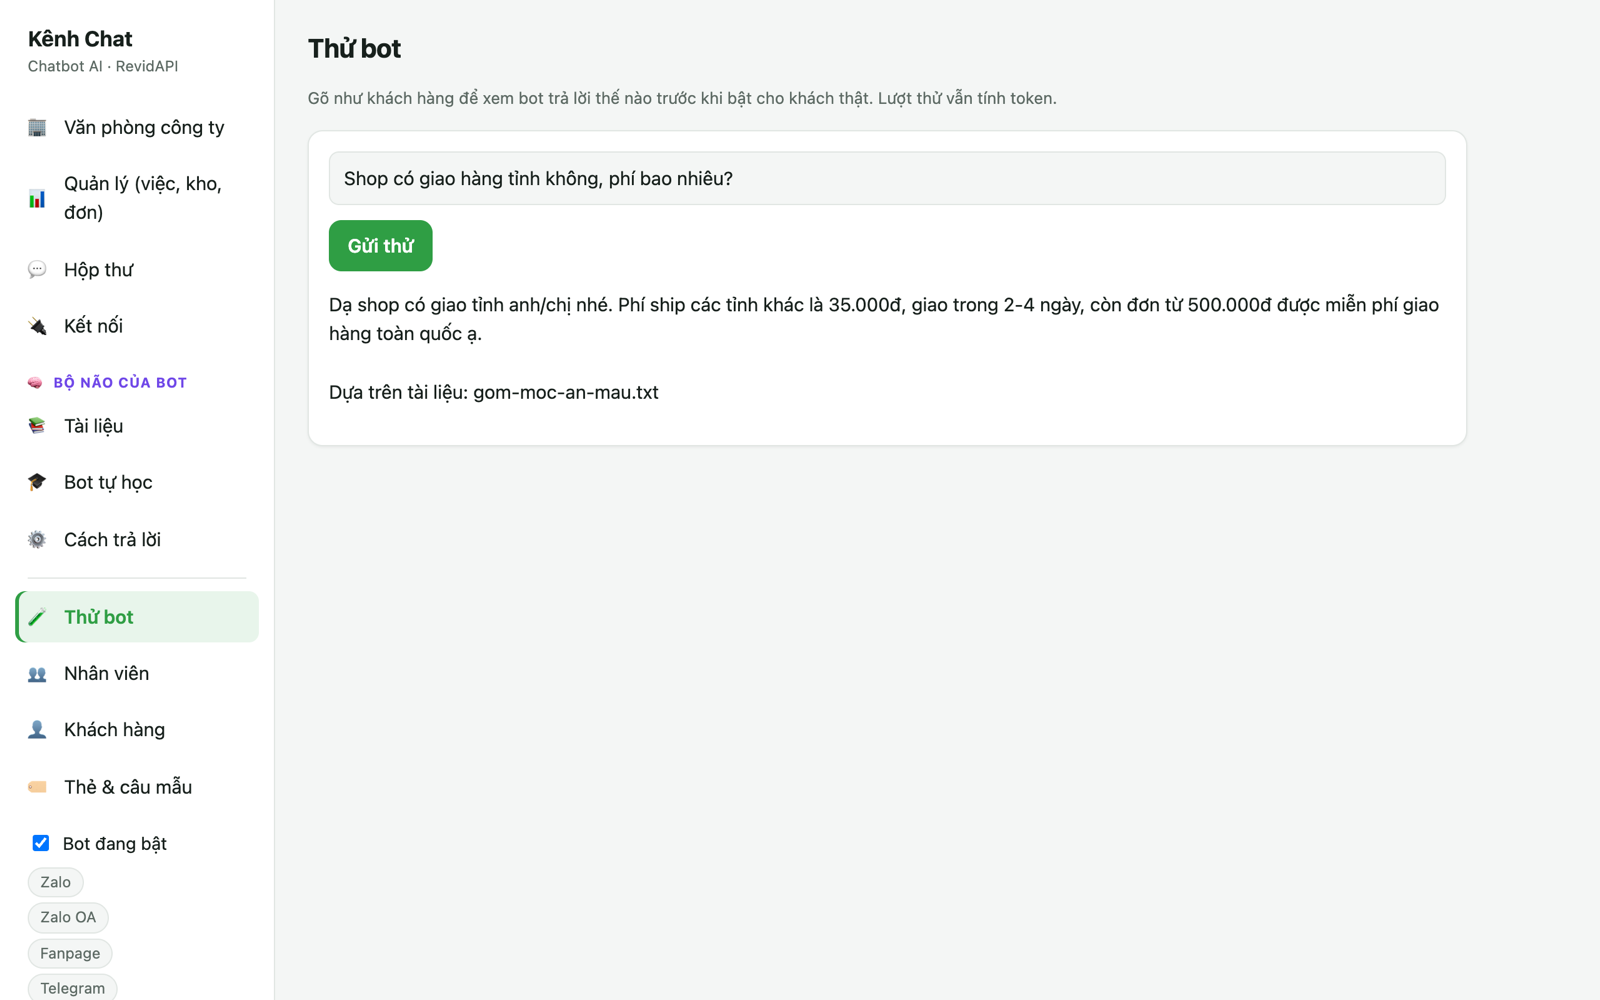 Kênh Chat
Chatbot AI · RevidAPI
Văn phòng công ty
Quản lý (việc, kho,
đơn)
Hộp thư
Kết nối
BỘ NÃO CỦA BOT
Tài liệu
Bot tự học
Cách trả lời
Thử bot
Nhân viên
Khách hàng
Thẻ & câu mẫu
Bot đang bật
Zalo
Zalo OA
Fanpage
Telegram
Thử bot
Gõ như khách hàng để xem bot trả lời thế nào trước khi bật cho khách thật. Lượt thử vẫn tính token.
Shop có giao hàng tỉnh không, phí bao nhiêu?
Gửi thử
Dạ shop có giao tỉnh anh/chị nhé. Phí ship các tỉnh khác là 35.000đ, giao trong 2-4 ngày, còn đơn từ 500.000đ được miễn phí giao
hàng toàn quốc ạ.
Dựa trên tài liệu: gom-moc-an-mau.txt